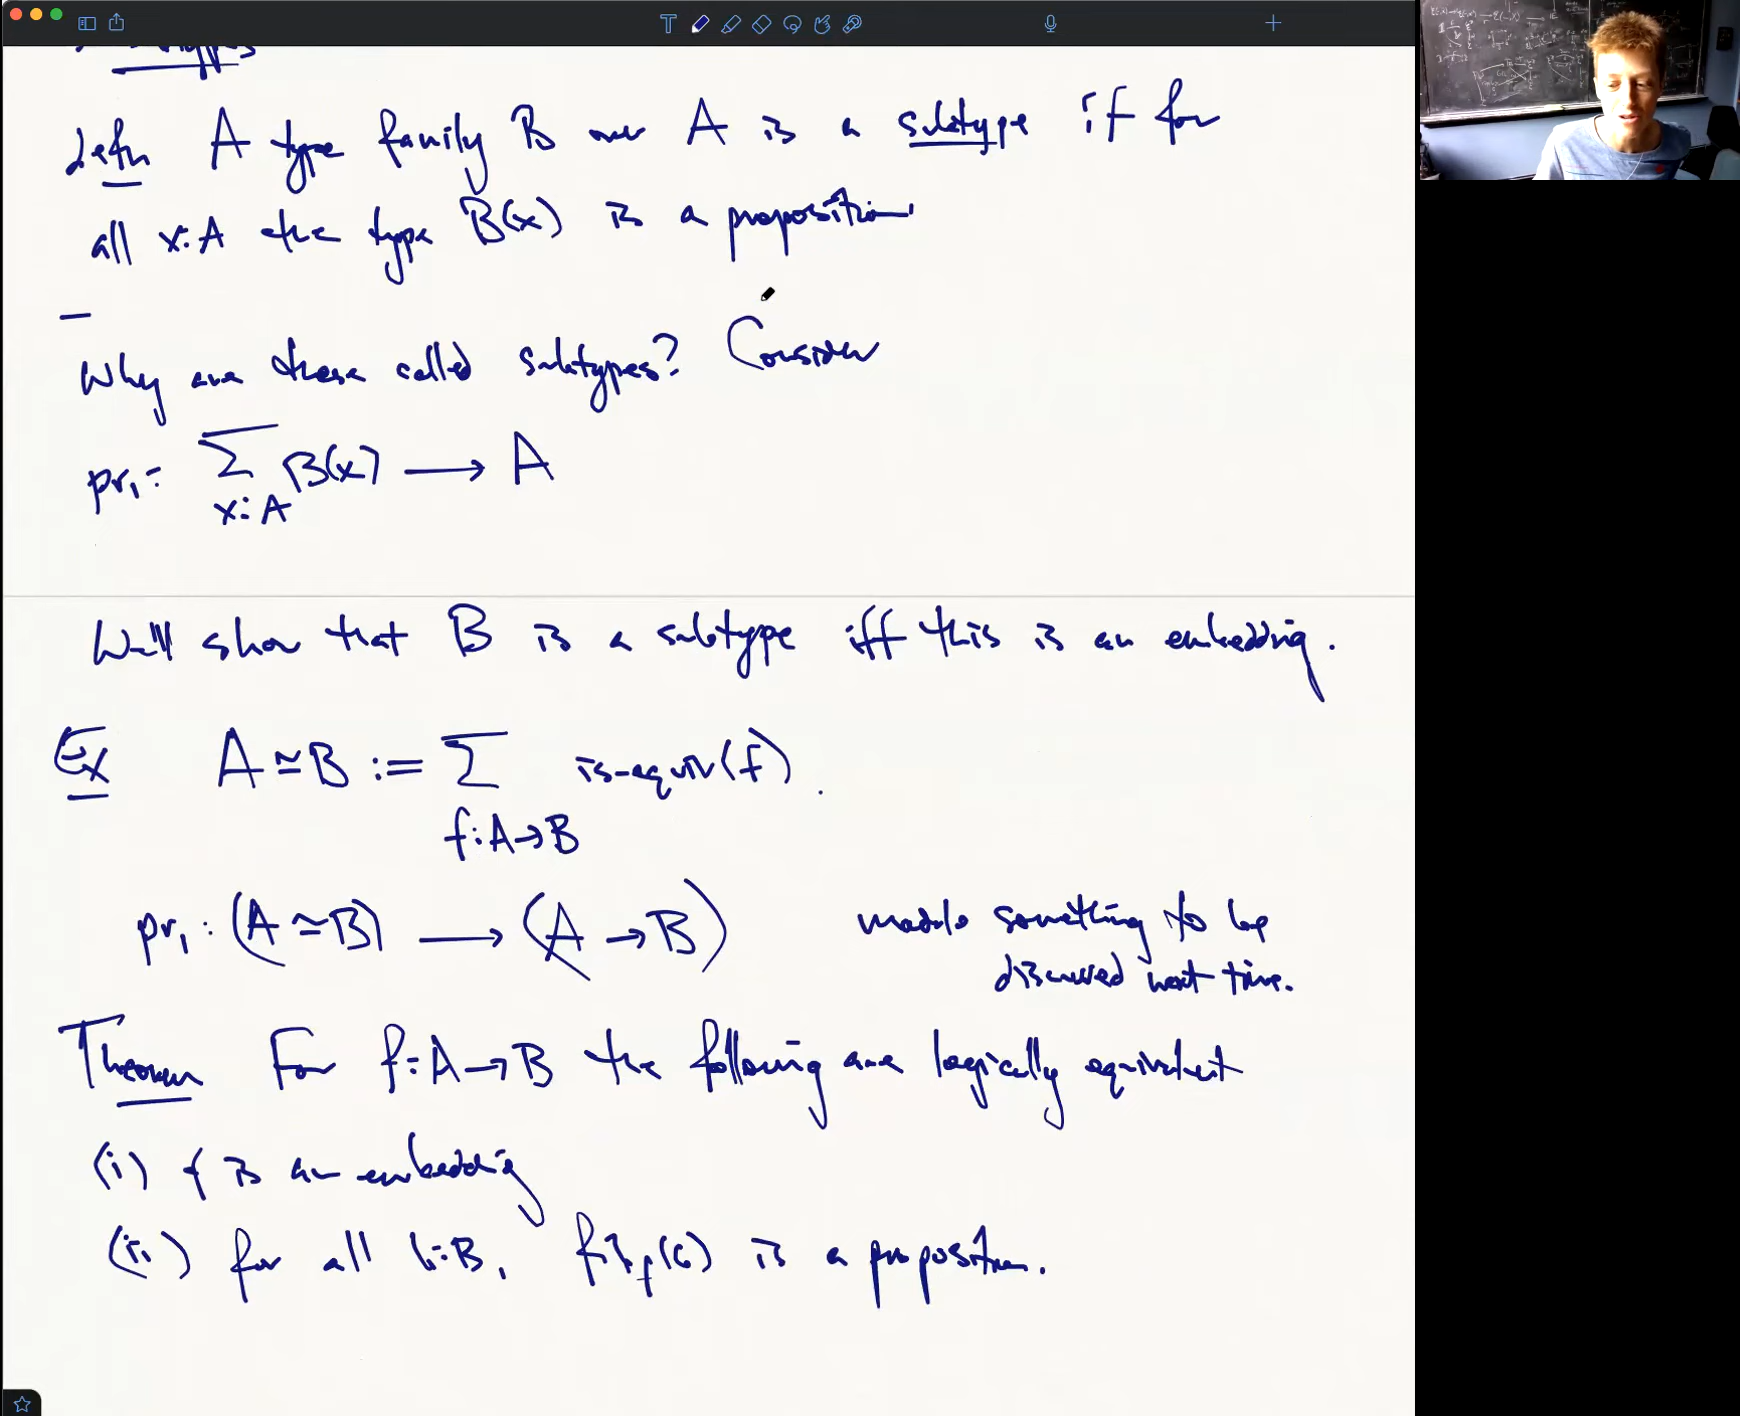 Defn A type family B over A is a subtype if for
all x:A the type B(x) is a proposition.
Why are these called subtypes? Consider
pr₁: Σ B(x) ⟶ A
x:A
We'll show that B is a subtype iff this is an embedding.
Ex A ≃ B := Σ is-equiv(f).
f:A→B
pr₁: (A ≃ B) ⟶ (A → B) modulo something to be
discussed next time.
Theorem For f:A→B the following are logically equivalent
(i) f is an embedding
(ii) for all b:B, fib_f(b) is a proposition.